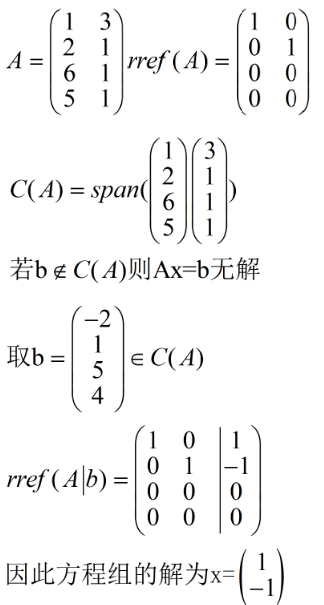 A = \begin{pmatrix} 1 & 3 \\ 2 & 1 \\ 6 & 1 \\ 5 & 1 \end{pmatrix} rref(A) = \begin{pmatrix} 1 & 0 \\ 0 & 1 \\ 0 & 0 \\ 0 & 0 \end{pmatrix}
C(A) = span(\begin{pmatrix} 1 \\ 2 \\ 6 \\ 5 \end{pmatrix} \begin{pmatrix} 3 \\ 1 \\ 1 \\ 1 \end{pmatrix})
若b ∉ C(A)则Ax=b无解
取b = \begin{pmatrix} -2 \\ 1 \\ 5 \\ 4 \end{pmatrix} ∈ C(A)
rref(A|b) = \left(\begin{array}{cc|c} 1 & 0 & 1 \\ 0 & 1 & -1 \\ 0 & 0 & 0 \\ 0 & 0 & 0 \end{array}\right)
因此方程组的解为x=\begin{pmatrix} 1 \\ -1 \end{pmatrix}